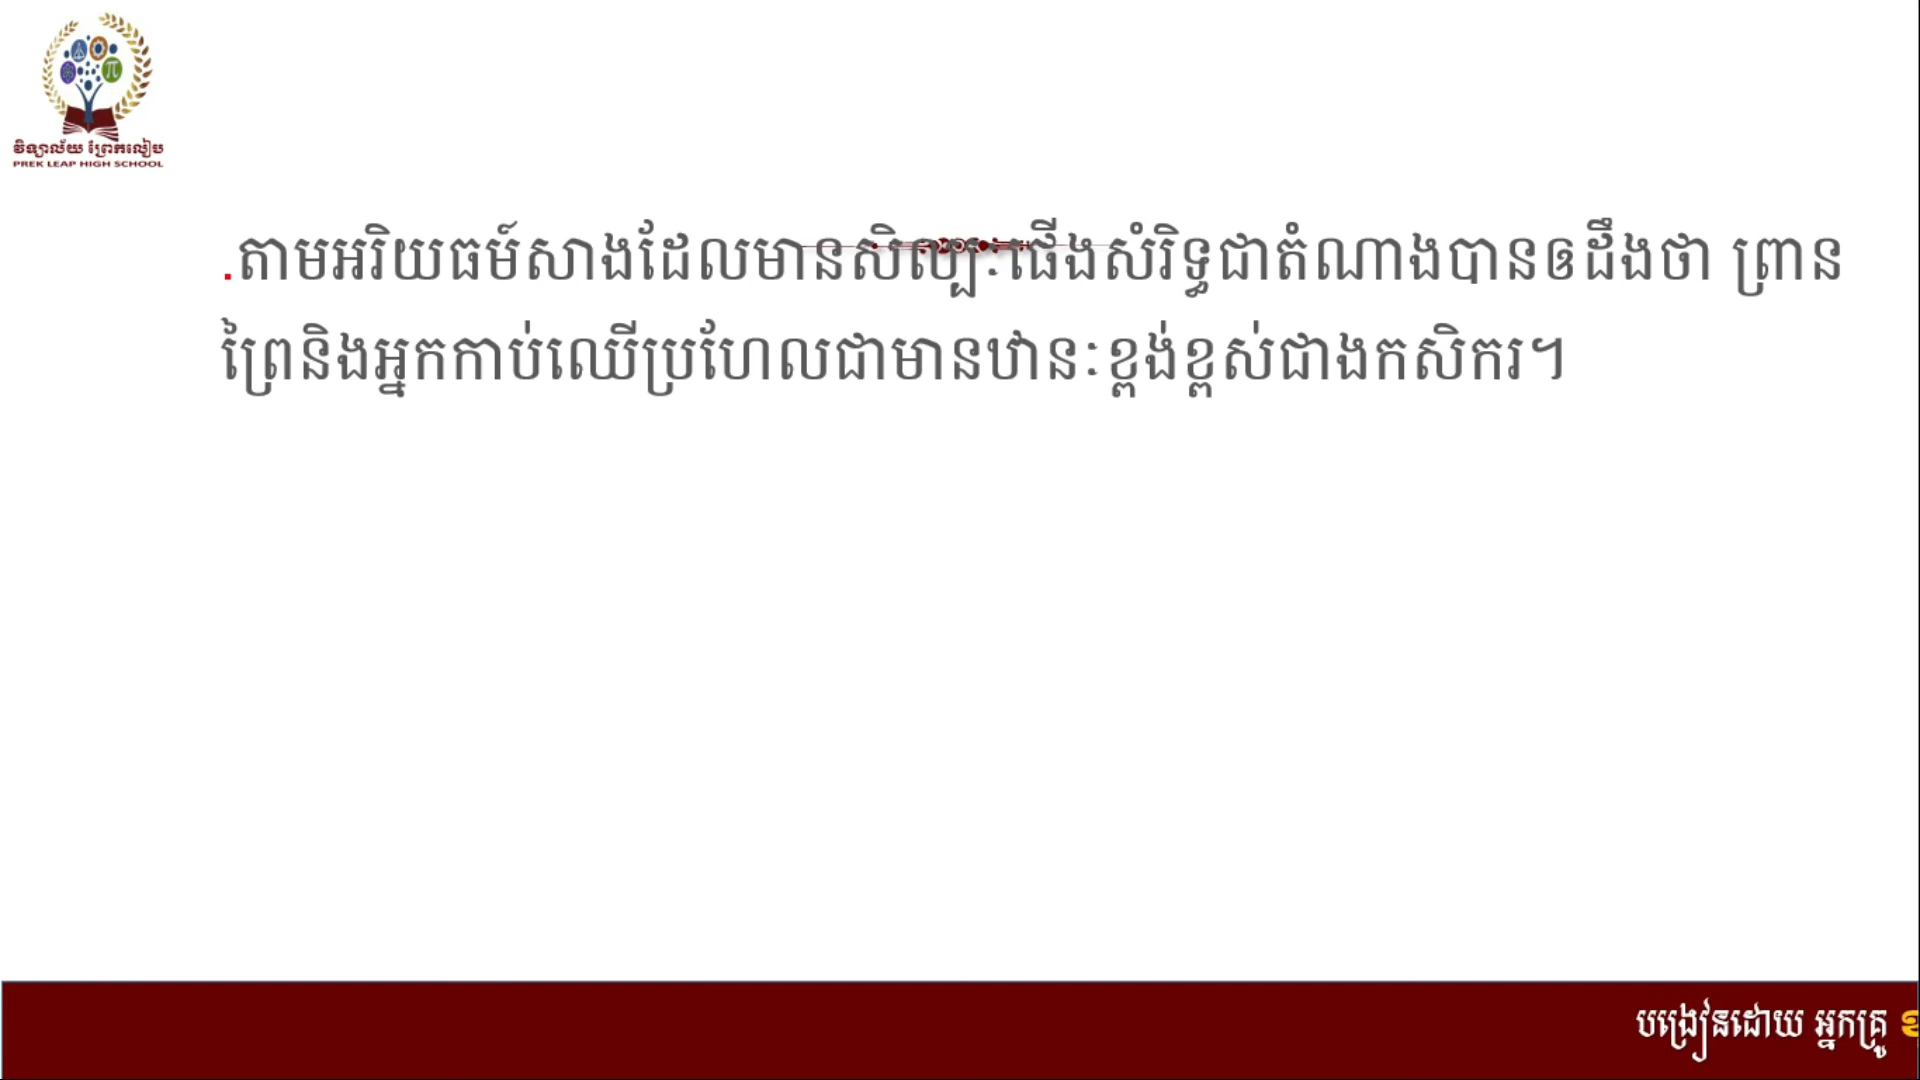 វិទ្យាល័យ ព្រែកលៀប
PREK LEAP HIGH SCHOOL
.តាមអរិយធម៍សាងដែលមានសិល្បៈធើងសំរិទ្ធជាតំណាងបានឲដឹងថា ព្រាន
ព្រៃនិងអ្នកកាប់ឈើប្រហែលជាមានឋានៈខ្ពង់ខ្ពស់ជាងកសិករ។
បង្រៀនដោយ អ្នកគ្រូ